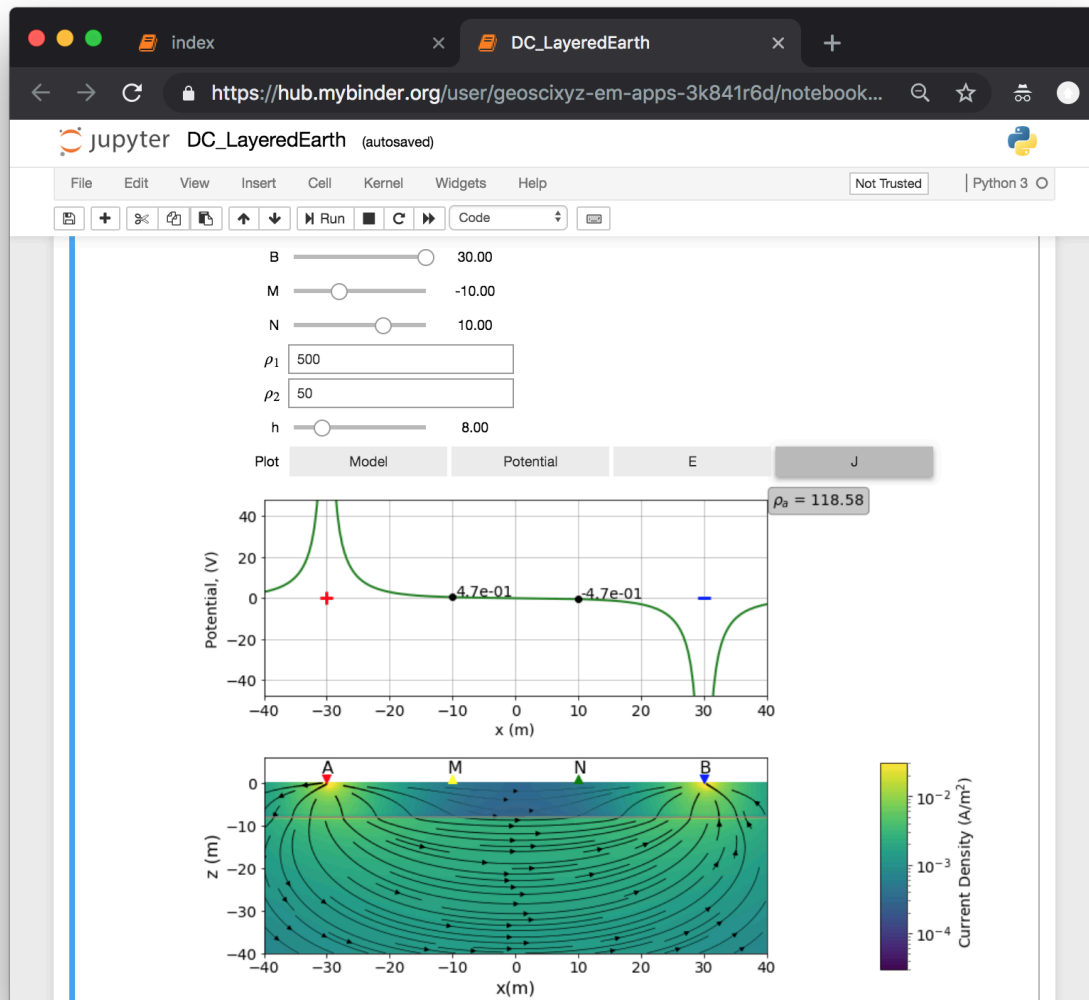 index
DC_LayeredEarth
https://hub.mybinder.org/user/geoscixyz-em-apps-3k841r6d/notebook...
jupyter DC_LayeredEarth (autosaved)
File Edit View Insert Cell Kernel Widgets Help Not Trusted Python 3
Run Code
B 30.00
M -10.00
N 10.00
ρ1 500
ρ2 50
h 8.00
Plot Model Potential E J
ρa = 118.58
Potential, (V)
40
20
0
−20
−40
4.7e-01 -4.7e-01
−40 −30 −20 −10 0 10 20 30 40
x (m)
A M N B
z (m)
0
−10
−20
−30
−40
−40 −30 −20 −10 0 10 20 30 40
x(m)
10⁻²
10⁻³
10⁻⁴
Current Density (A/m²)